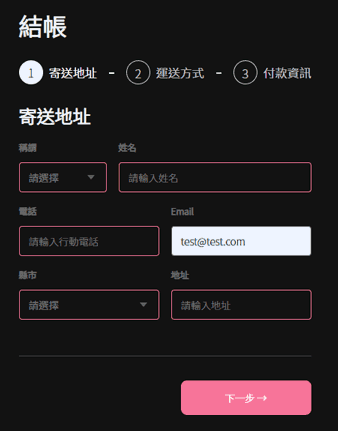 結帳
1 寄送地址 - 2 運送方式 - 3 付款資訊
寄送地址
稱謂 姓名
請選擇 請輸入姓名
電話 Email
請輸入行動電話 test@test.com
縣市 地址
請選擇 請輸入地址
下一步 →